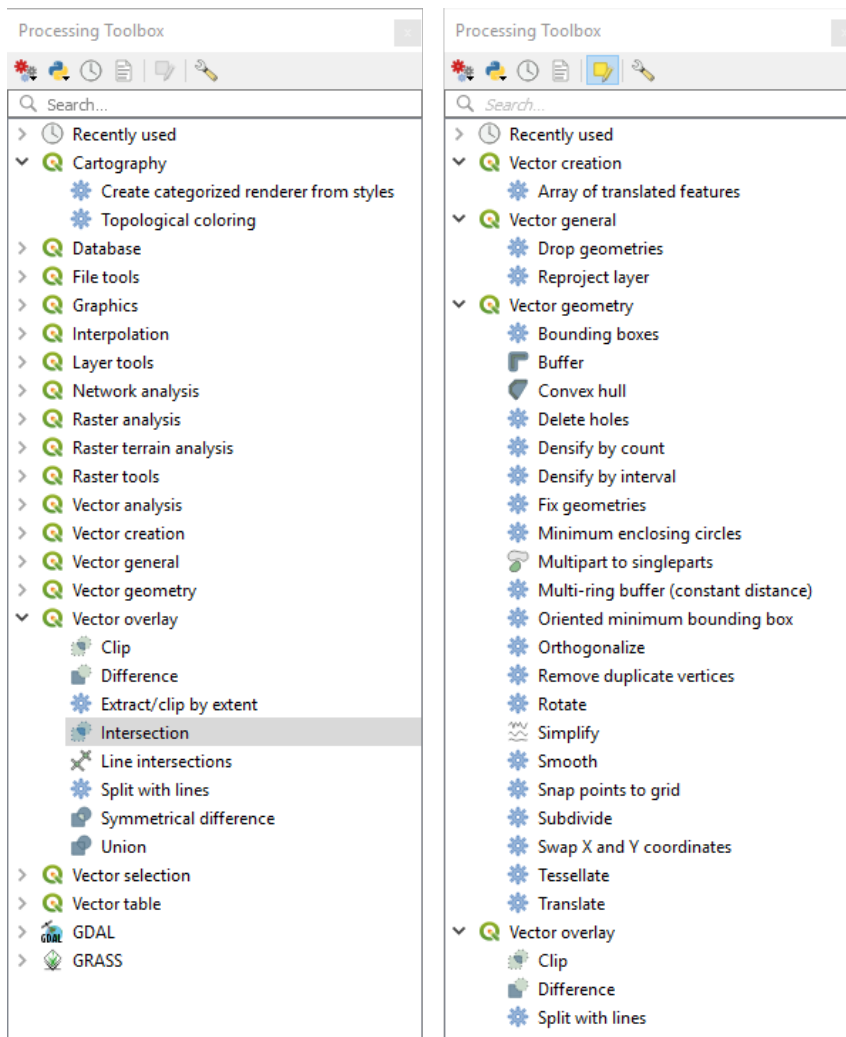 Processing Toolbox
Search...
Recently used
Cartography
Create categorized renderer from styles
Topological coloring
Database
File tools
Graphics
Interpolation
Layer tools
Network analysis
Raster analysis
Raster terrain analysis
Raster tools
Vector analysis
Vector creation
Vector general
Vector geometry
Vector overlay
Clip
Difference
Extract/clip by extent
Intersection
Line intersections
Split with lines
Symmetrical difference
Union
Vector selection
Vector table
GDAL
GRASS
Processing Toolbox
Search...
Recently used
Vector creation
Array of translated features
Vector general
Drop geometries
Reproject layer
Vector geometry
Bounding boxes
Buffer
Convex hull
Delete holes
Densify by count
Densify by interval
Fix geometries
Minimum enclosing circles
Multipart to singleparts
Multi-ring buffer (constant distance)
Oriented minimum bounding box
Orthogonalize
Remove duplicate vertices
Rotate
Simplify
Smooth
Snap points to grid
Subdivide
Swap X and Y coordinates
Tessellate
Translate
Vector overlay
Clip
Difference
Split with lines